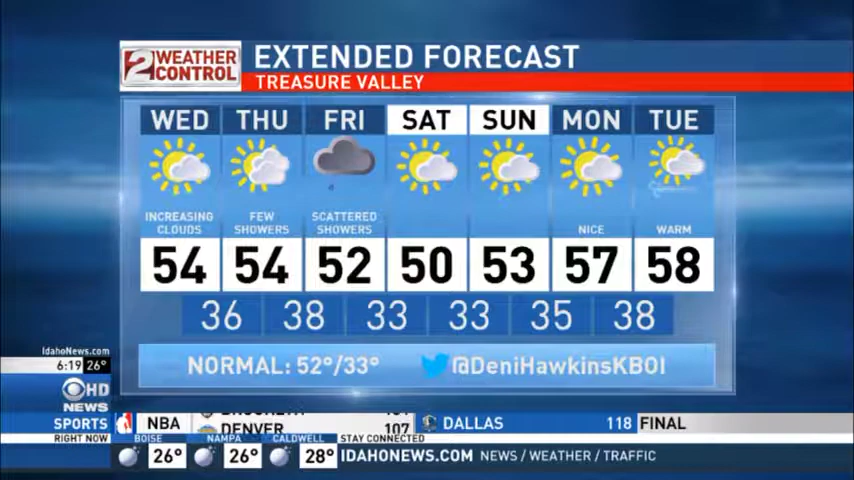 2 WEATHER CONTROL
EXTENDED FORECAST
TREASURE VALLEY
WED THU FRI SAT SUN MON TUE
INCREASING CLOUDS
FEW SHOWERS
SCATTERED SHOWERS
NICE
WARM
54 54 52 50 53 57 58
36 38 33 33 35 38
NORMAL: 52°/33° @DeniHawkinsKBOI
IdahoNews.com
6:19 26°
HD
NEWS
SPORTS NBA
DENVER 107
DALLAS 118 FINAL
RIGHT NOW BOISE NAMPA CALDWELL STAY CONNECTED
26° 26° 28° IDAHONEWS.COM NEWS / WEATHER / TRAFFIC